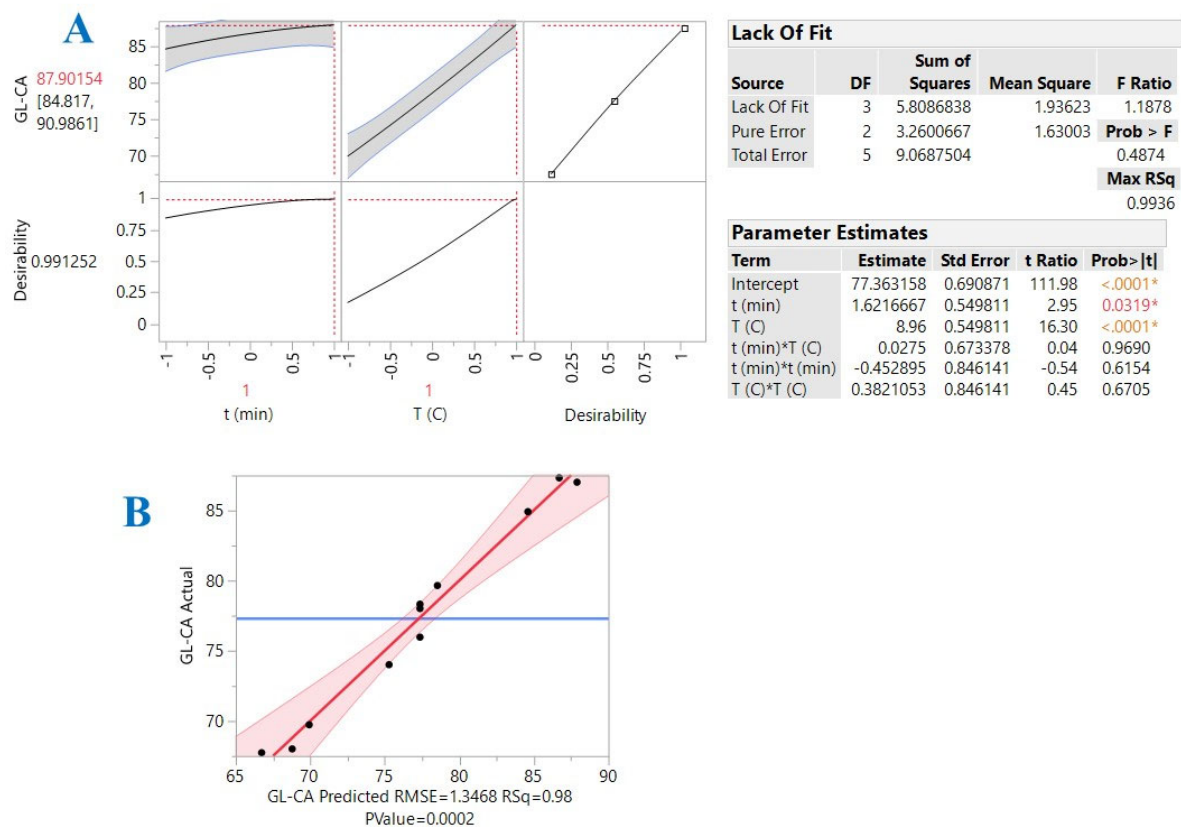 A
GL-CA
87.90154
[84.817,
90.9861]
85
80
75
70
Desirability
0.991252
1
0.75
0.5
0.25
0
-1
-0.5
0
0.5
1
-1
-0.5
0
0.5
1
0
0.25
0.5
0.75
1
1
1
t (min)
T (C)
Desirability
Lack Of Fit
Source DF Sum of Squares Mean Square F Ratio
Lack Of Fit 3 5.8086838 1.93623 1.1878
Pure Error 2 3.2600667 1.63003 Prob > F
Total Error 5 9.0687504 0.4874
Max RSq
0.9936
Parameter Estimates
Term Estimate Std Error t Ratio Prob>|t|
Intercept 77.363158 0.690871 111.98 <.0001*
t (min) 1.6216667 0.549811 2.95 0.0319*
T (C) 8.96 0.549811 16.30 <.0001*
t (min)*T (C) 0.0275 0.673378 0.04 0.9690
t (min)*t (min) -0.452895 0.846141 -0.54 0.6154
T (C)*T (C) 0.3821053 0.846141 0.45 0.6705
B
GL-CA Actual
85
80
75
70
65 70 75 80 85 90
GL-CA Predicted RMSE=1.3468 RSq=0.98
PValue=0.0002